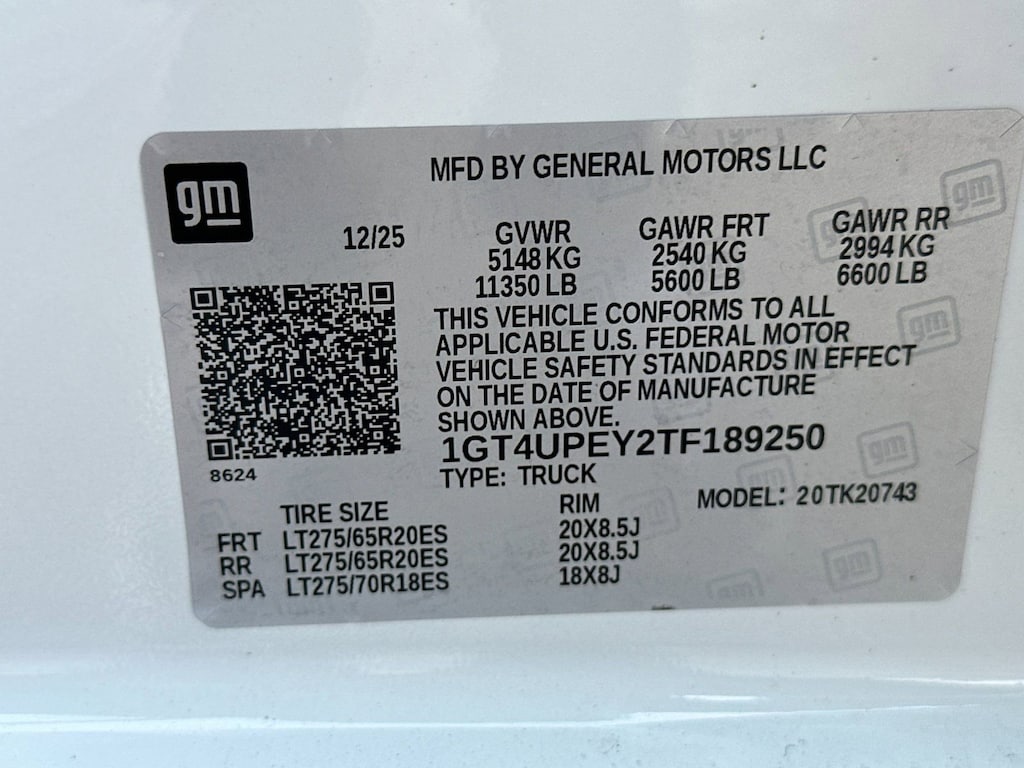 gm
MFD BY GENERAL MOTORS LLC
12/25
GVWR GAWR FRT GAWR RR
5148 KG 2540 KG 2994 KG
11350 LB 5600 LB 6600 LB
THIS VEHICLE CONFORMS TO ALL
APPLICABLE U.S. FEDERAL MOTOR
VEHICLE SAFETY STANDARDS IN EFFECT
ON THE DATE OF MANUFACTURE
SHOWN ABOVE.
1GT4UPEY2TF189250
8624
TYPE: TRUCK
MODEL: 20TK20743
TIRE SIZE RIM
FRT LT275/65R20ES 20X8.5J
RR LT275/65R20ES 20X8.5J
SPA LT275/70R18ES 18X8J